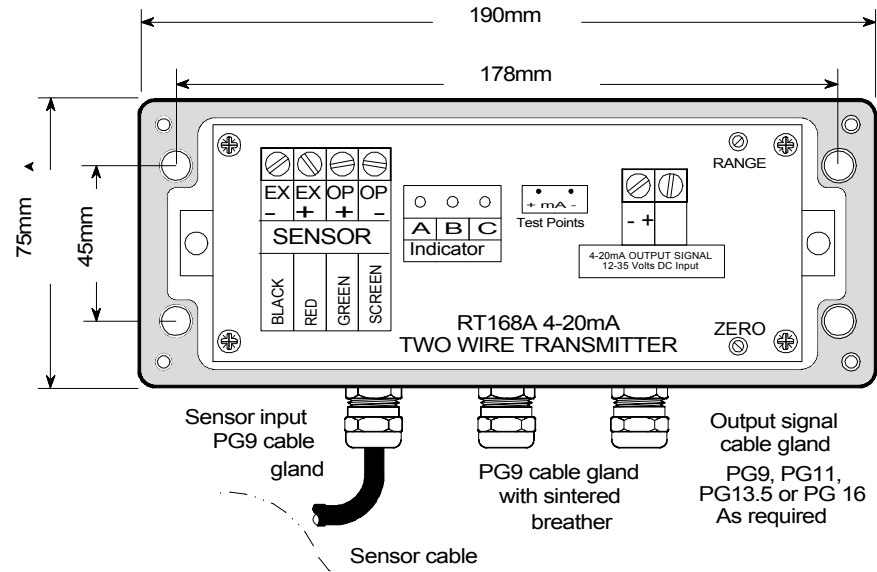 190mm
178mm
75mm
45mm
RANGE
EX EX OP OP
- + + -
SENSOR
BLACK
RED
GREEN
SCREEN
A B C
Indicator
+ mA -
Test Points
- +
4-20mA OUTPUT SIGNAL
12-35 Volts DC Input
RT168A 4-20mA
TWO WIRE TRANSMITTER
ZERO
Sensor input
PG9 cable
gland
PG9 cable gland
with sintered
breather
Output signal
cable gland
PG9, PG11,
PG13.5 or PG 16
As required
Sensor cable